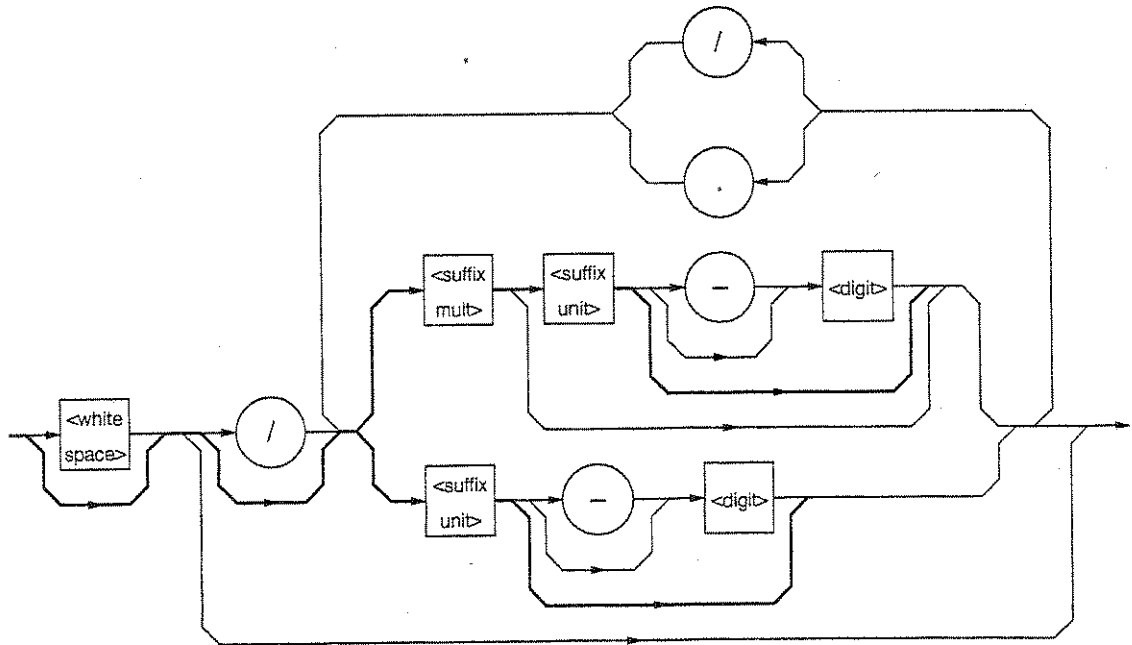 /
.
<suffix
mult>
<suffix
unit>
-
<digit>
<white
space>
/
<suffix
unit>
-
<digit>